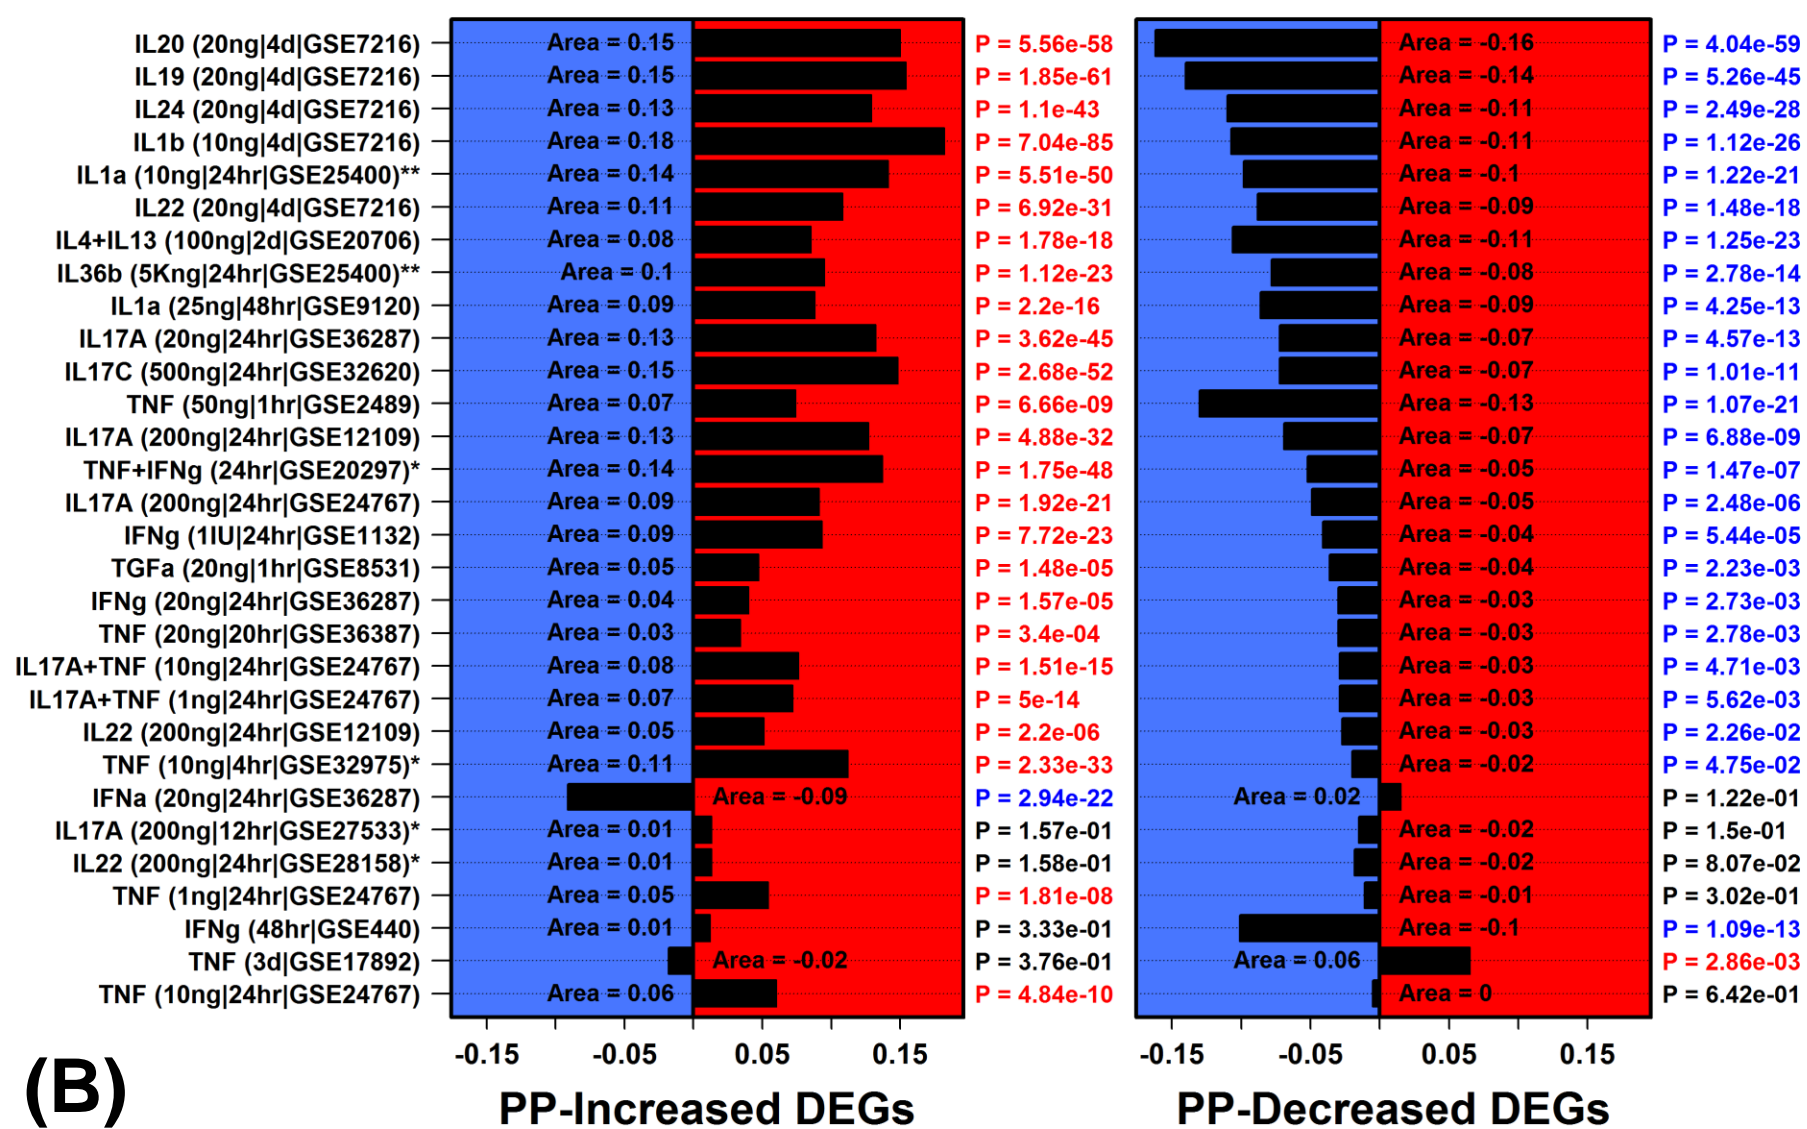 IL20 (20ng|4d|GSE7216) Area = 0.15 P = 5.56e-58 Area = -0.16 P = 4.04e-59
IL19 (20ng|4d|GSE7216) Area = 0.15 P = 1.85e-61 Area = -0.14 P = 5.26e-45
IL24 (20ng|4d|GSE7216) Area = 0.13 P = 1.1e-43 Area = -0.11 P = 2.49e-28
IL1b (10ng|4d|GSE7216) Area = 0.18 P = 7.04e-85 Area = -0.11 P = 1.12e-26
IL1a (10ng|24hr|GSE25400)** Area = 0.14 P = 5.51e-50 Area = -0.1 P = 1.22e-21
IL22 (20ng|4d|GSE7216) Area = 0.11 P = 6.92e-31 Area = -0.09 P = 1.48e-18
IL4+IL13 (100ng|2d|GSE20706) Area = 0.08 P = 1.78e-18 Area = -0.11 P = 1.25e-23
IL36b (5Kng|24hr|GSE25400)** Area = 0.1 P = 1.12e-23 Area = -0.08 P = 2.78e-14
IL1a (25ng|48hr|GSE9120) Area = 0.09 P = 2.2e-16 Area = -0.09 P = 4.25e-13
IL17A (20ng|24hr|GSE36287) Area = 0.13 P = 3.62e-45 Area = -0.07 P = 4.57e-13
IL17C (500ng|24hr|GSE32620) Area = 0.15 P = 2.68e-52 Area = -0.07 P = 1.01e-11
TNF (50ng|1hr|GSE2489) Area = 0.07 P = 6.66e-09 Area = -0.13 P = 1.07e-21
IL17A (200ng|24hr|GSE12109) Area = 0.13 P = 4.88e-32 Area = -0.07 P = 6.88e-09
TNF+IFNg (24hr|GSE20297)* Area = 0.14 P = 1.75e-48 Area = -0.05 P = 1.47e-07
IL17A (200ng|24hr|GSE24767) Area = 0.09 P = 1.92e-21 Area = -0.05 P = 2.48e-06
IFNg (1IU|24hr|GSE1132) Area = 0.09 P = 7.72e-23 Area = -0.04 P = 5.44e-05
TGFa (20ng|1hr|GSE8531) Area = 0.05 P = 1.48e-05 Area = -0.04 P = 2.23e-03
IFNg (20ng|24hr|GSE36287) Area = 0.04 P = 1.57e-05 Area = -0.03 P = 2.73e-03
TNF (20ng|20hr|GSE36387) Area = 0.03 P = 3.4e-04 Area = -0.03 P = 2.78e-03
IL17A+TNF (10ng|24hr|GSE24767) Area = 0.08 P = 1.51e-15 Area = -0.03 P = 4.71e-03
IL17A+TNF (1ng|24hr|GSE24767) Area = 0.07 P = 5e-14 Area = -0.03 P = 5.62e-03
IL22 (200ng|24hr|GSE12109) Area = 0.05 P = 2.2e-06 Area = -0.03 P = 2.26e-02
TNF (10ng|4hr|GSE32975)* Area = 0.11 P = 2.33e-33 Area = -0.02 P = 4.75e-02
IFNa (20ng|24hr|GSE36287) Area = -0.09 P = 2.94e-22 Area = 0.02 P = 1.22e-01
IL17A (200ng|12hr|GSE27533)* Area = 0.01 P = 1.57e-01 Area = -0.02 P = 1.5e-01
IL22 (200ng|24hr|GSE28158)* Area = 0.01 P = 1.58e-01 Area = -0.02 P = 8.07e-02
TNF (1ng|24hr|GSE24767) Area = 0.05 P = 1.81e-08 Area = -0.01 P = 3.02e-01
IFNg (48hr|GSE440) Area = 0.01 P = 3.33e-01 Area = -0.1 P = 1.09e-13
TNF (3d|GSE17892) Area = -0.02 P = 3.76e-01 Area = 0.06 P = 2.86e-03
TNF (10ng|24hr|GSE24767) Area = 0.06 P = 4.84e-10 Area = 0 P = 6.42e-01
-0.15 -0.05 0.05 0.15 -0.15 -0.05 0.05 0.15
(B) PP-Increased DEGs PP-Decreased DEGs